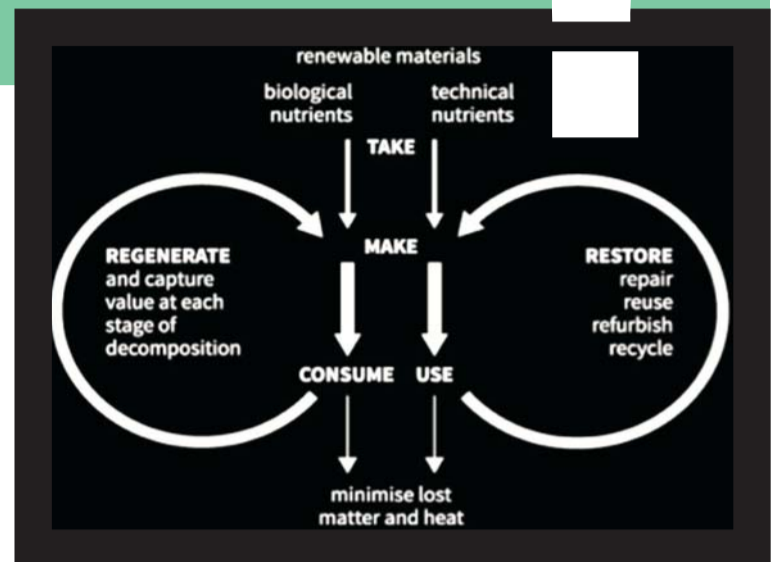 renewable materials
biological
nutrients
technical
nutrients
TAKE
MAKE
REGENERATE
and capture
value at each
stage of
decomposition
RESTORE
repair
reuse
refurbish
recycle
CONSUME USE
minimise lost
matter and heat